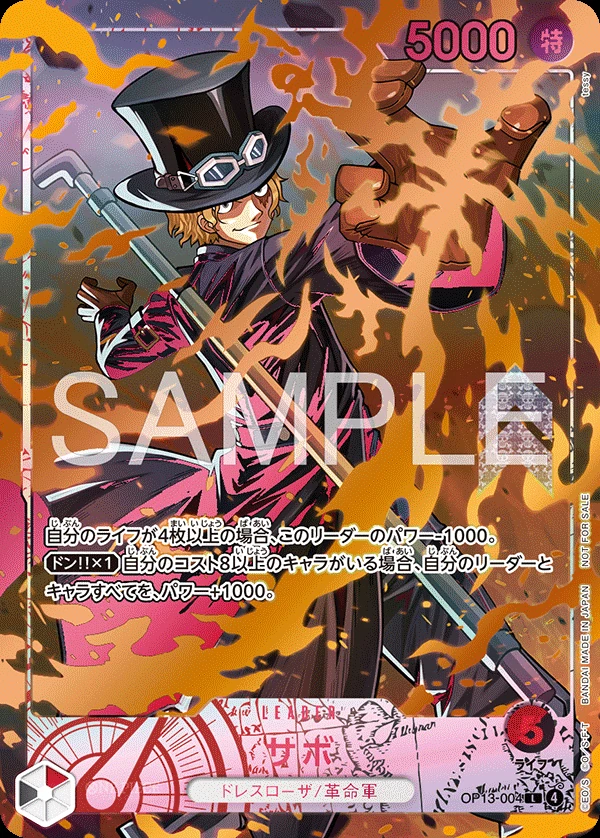 5000 特
tessy
SAMPLE
自分のライフが4枚以上の場合、このリーダーのパワー-1000。
ドン!!×1 自分のコスト8以上のキャラがいる場合、自分のリーダーと
キャラすべてを、パワー+1000。
LEADER
サボ
ドレスローザ/革命軍
ライフ
OP13-004 L 4
BANDAI MADE IN JAPAN NOT FOR SALE